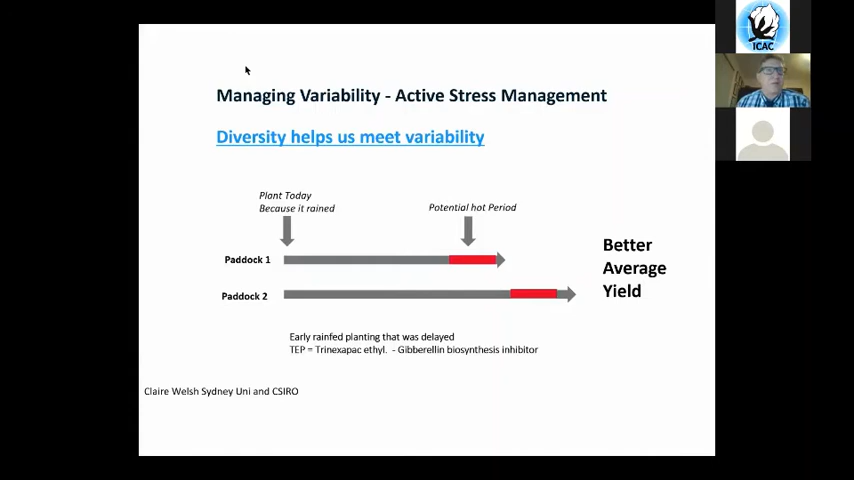 ICAC
Managing Variability - Active Stress Management
Diversity helps us meet variability
Plant Today
Because it rained
Potential hot Period
Paddock 1
Paddock 2
Better
Average
Yield
Early rainfed planting that was delayed
TEP = Trinexapac ethyl.  - Gibberellin biosynthesis inhibitor
Claire Welsh Sydney Uni and CSIRO